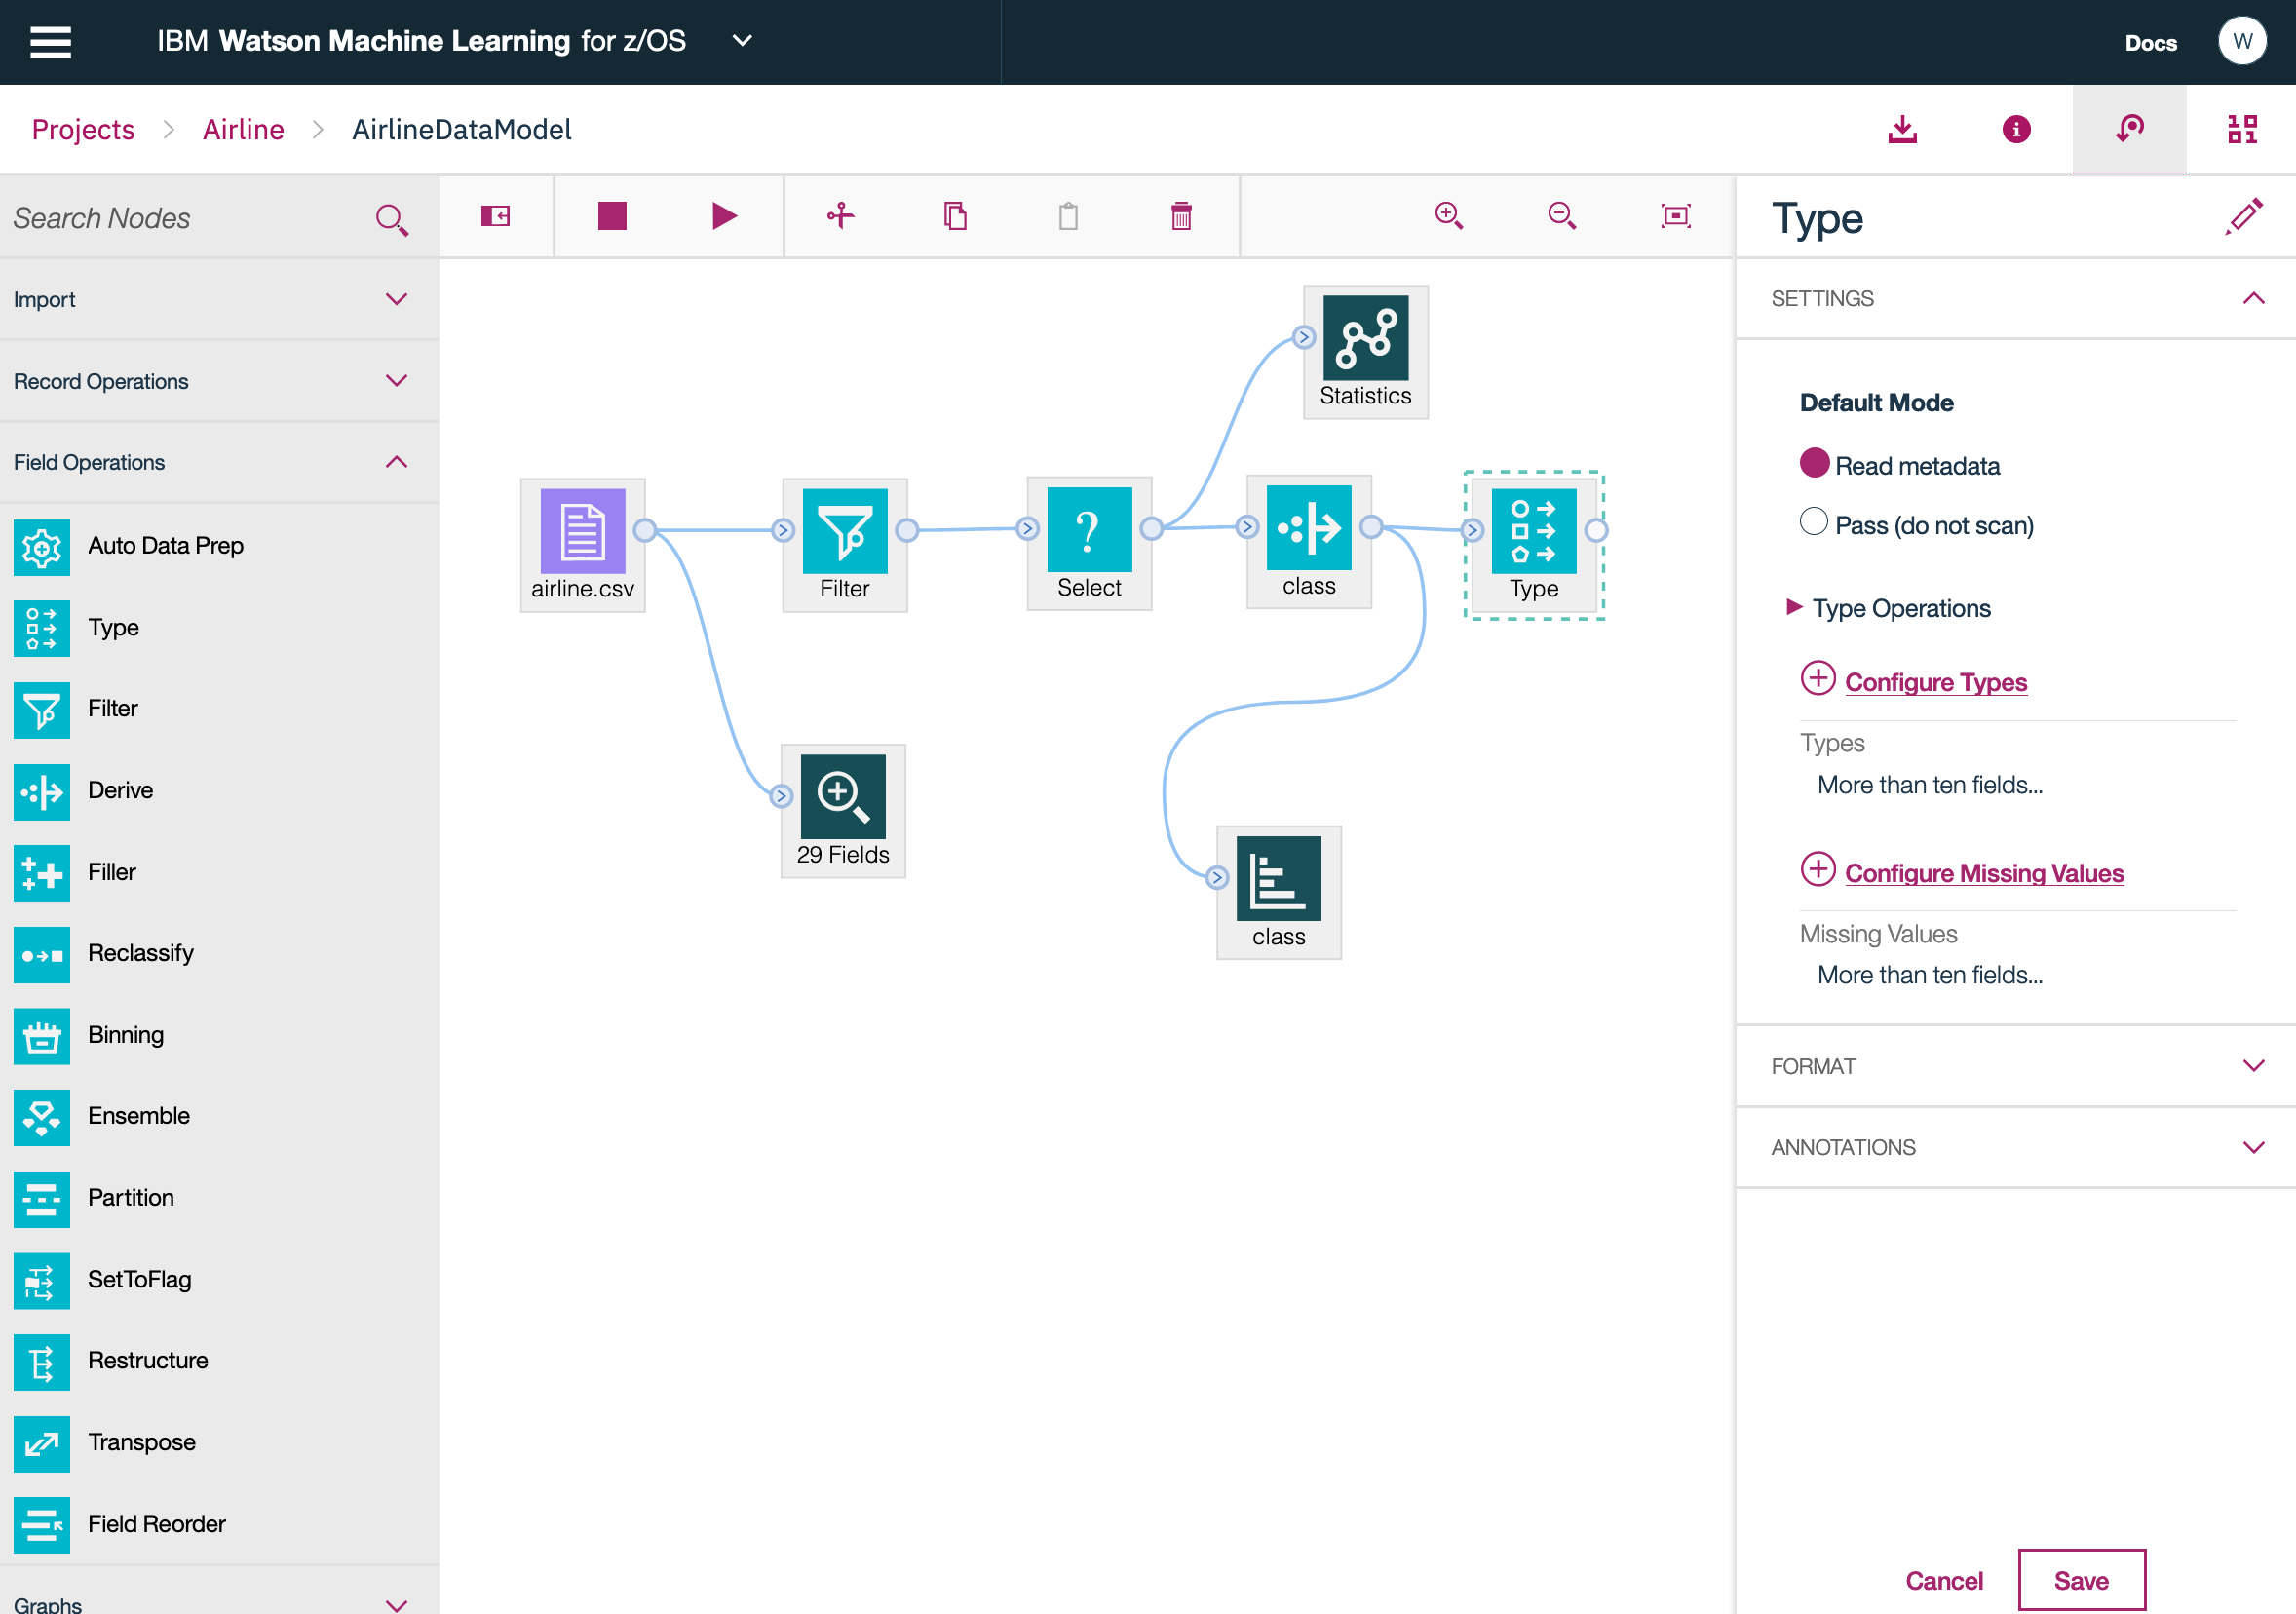 IBM Watson Machine Learning for z/OS
Docs
W
Projects > Airline > AirlineDataModel
Search Nodes
Import
Record Operations
Field Operations
Auto Data Prep
Type
Filter
Derive
Filler
Reclassify
Binning
Ensemble
Partition
SetToFlag
Restructure
Transpose
Field Reorder
Graphs
Statistics
airline.csv
Filter
?
Select
class
Type
29 Fields
class
Type
SETTINGS
Default Mode
Read metadata
Pass (do not scan)
Type Operations
Configure Types
Types
More than ten fields...
Configure Missing Values
Missing Values
More than ten fields...
FORMAT
ANNOTATIONS
Cancel
Save